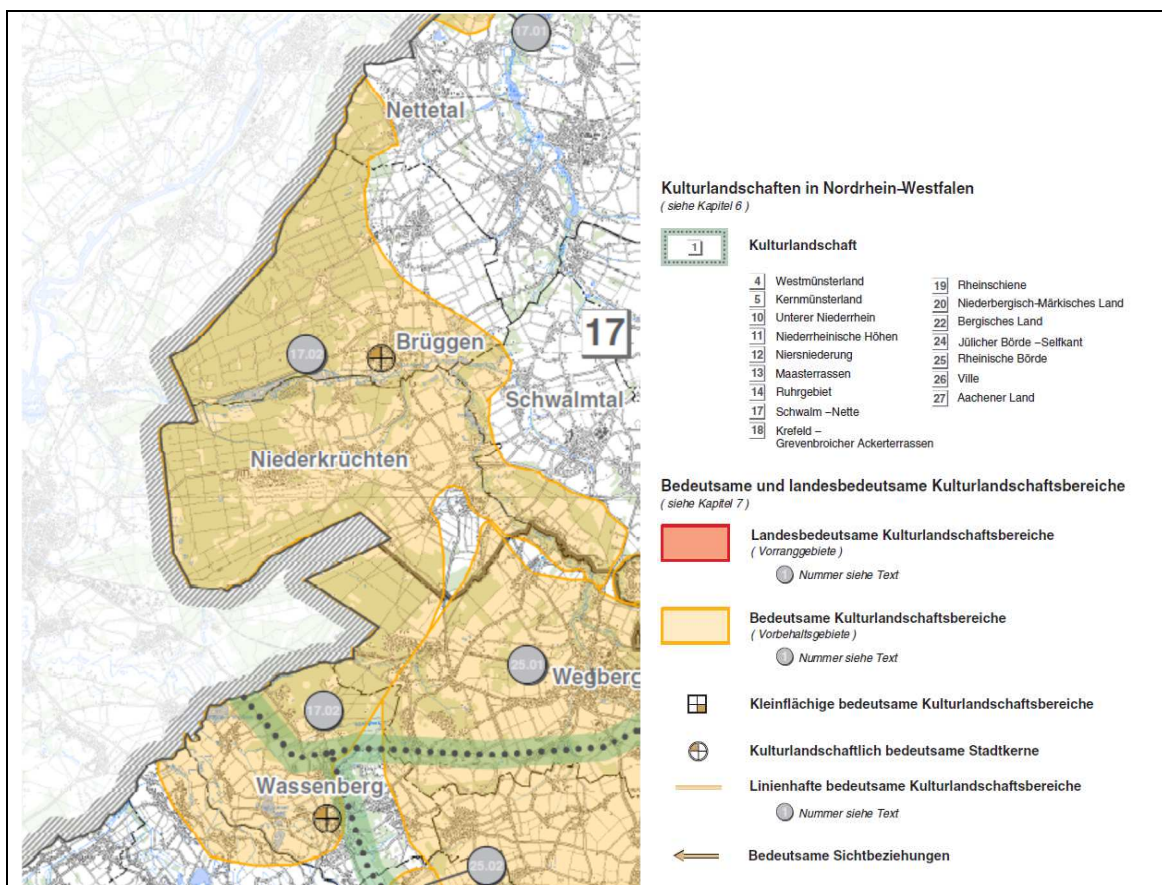 17.01
Nettetal
17.02
Brüggen
17
Schwalmtal
Niederkrüchten
25.01
Wegberg
17.02
Wassenberg
25.02
Kulturlandschaften in Nordrhein–Westfalen
( siehe Kapitel 6 )
1 Kulturlandschaft
4 Westmünsterland
5 Kernmünsterland
10 Unterer Niederrhein
11 Niederrheinische Höhen
12 Niersniederung
13 Maasterrassen
14 Ruhrgebiet
17 Schwalm –Nette
18 Krefeld –
Grevenbroicher Ackerterrassen
19 Rheinschiene
20 Niederbergisch-Märkisches Land
22 Bergisches Land
24 Jülicher Börde –Selfkant
25 Rheinische Börde
26 Ville
27 Aachener Land
Bedeutsame und landesbedeutsame Kulturlandschaftsbereiche
( siehe Kapitel 7 )
Landesbedeutsame Kulturlandschaftsbereiche
( Vorranggebiete )
1 Nummer siehe Text
Bedeutsame Kulturlandschaftsbereiche
( Vorbehaltsgebiete )
1 Nummer siehe Text
Kleinflächige bedeutsame Kulturlandschaftsbereiche
Kulturlandschaftlich bedeutsame Stadtkerne
Linienhafte bedeutsame Kulturlandschaftsbereiche
1 Nummer siehe Text
Bedeutsame Sichtbeziehungen